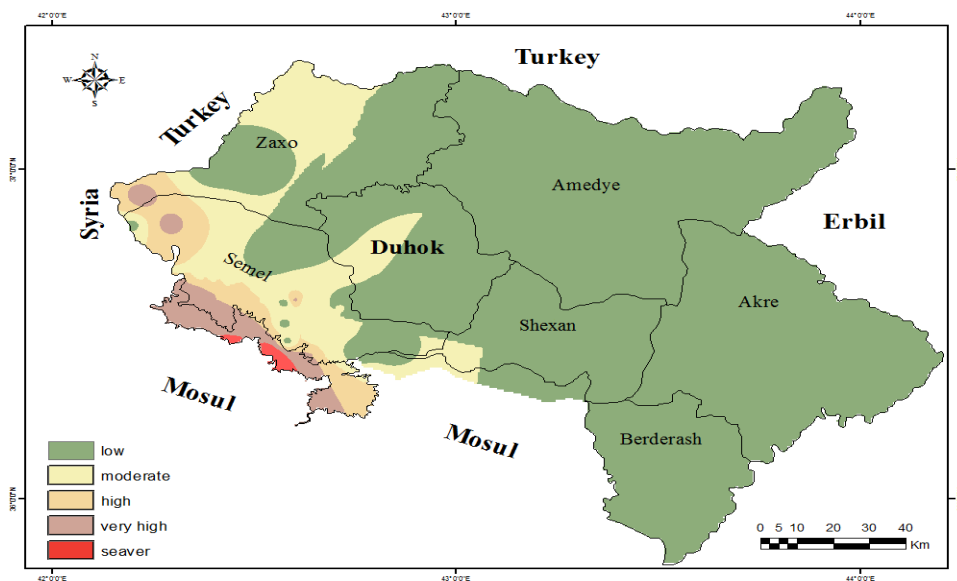 42°0'0"E
43°0'0"E
44°0'0"E
N
W E
S
Turkey
Turkey
Zaxo
37°0'0"N
Amedye
Syria
Erbil
Duhok
Semel
Akre
Shexan
Mosul
Mosul
Berderash
low
moderate
high
very high
seaver
36°0'0"N
0 5 10 20 30 40
Km
42°0'0"E
43°0'0"E
44°0'0"E